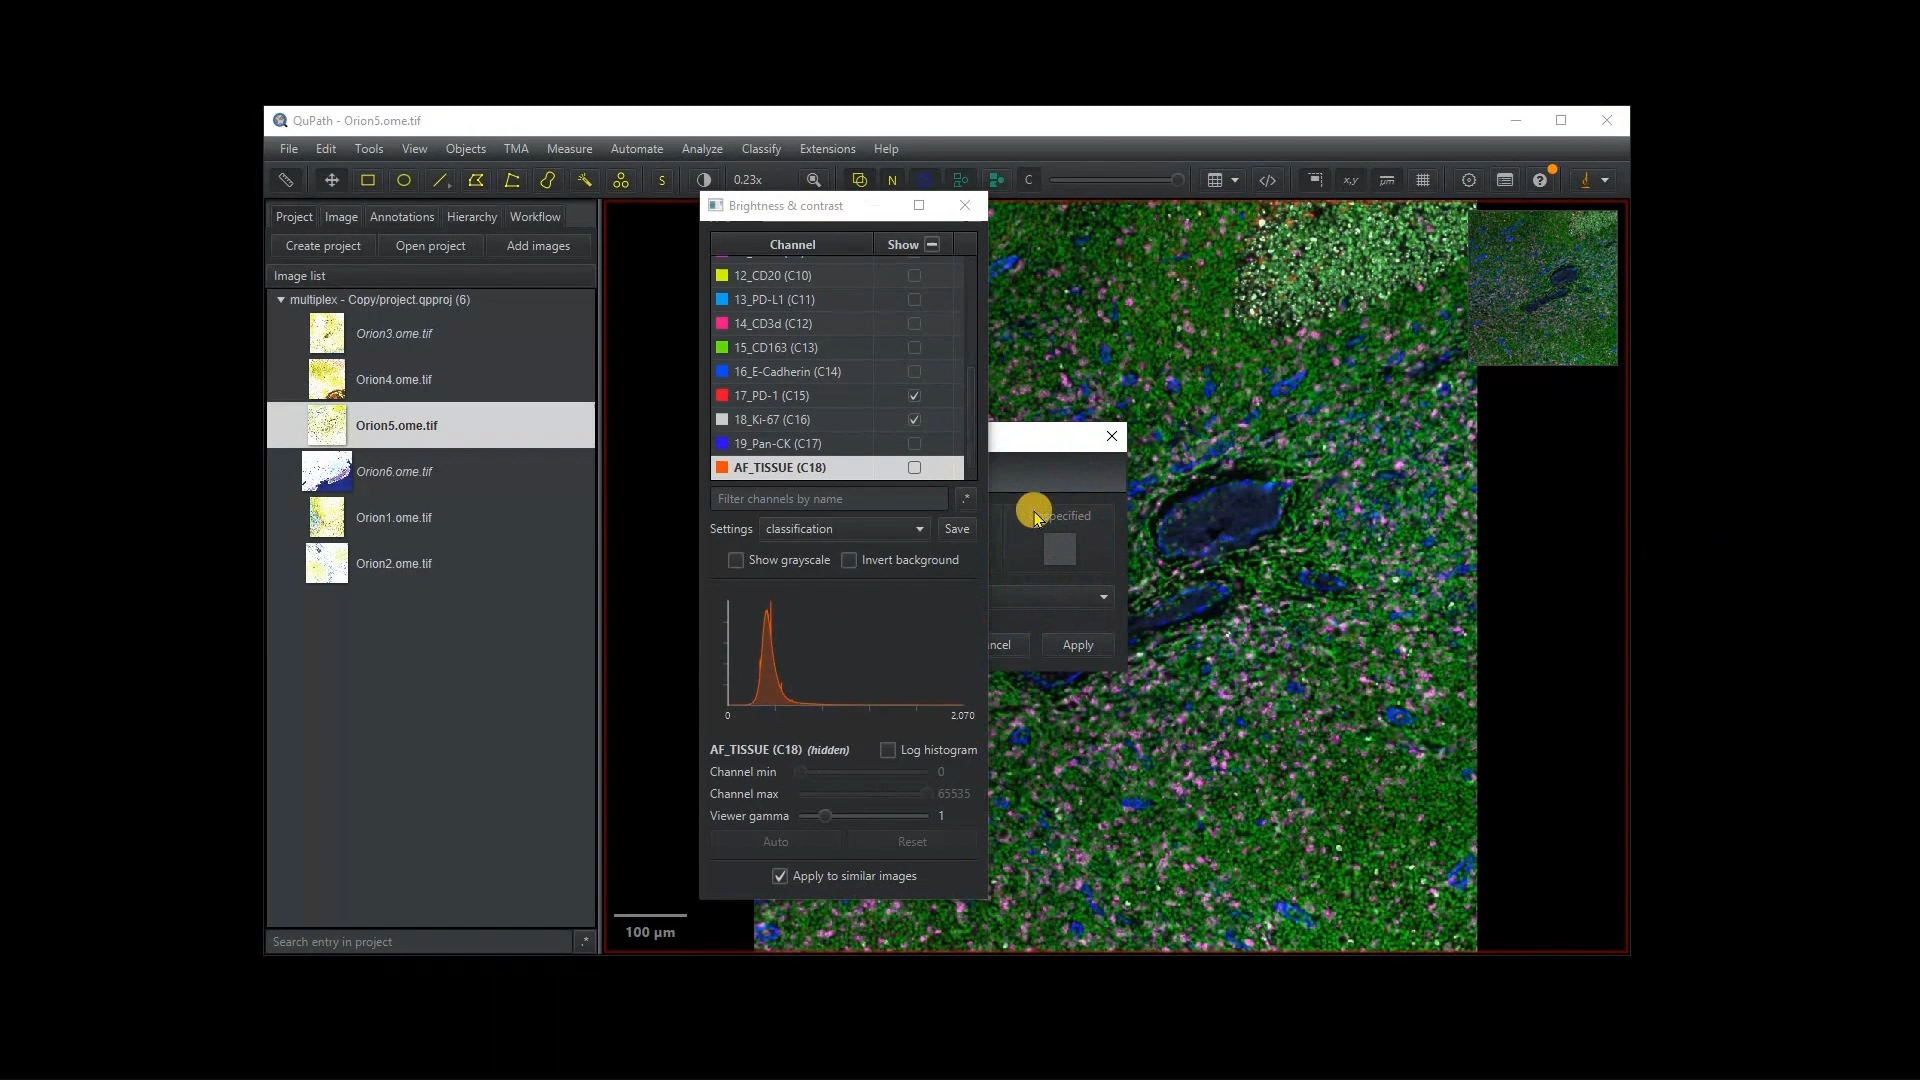 QuPath - Orion5.ome.tif
File Edit Tools View Objects TMA Measure Automate Analyze Classify Extensions Help
S 0.23x N C x,y µm
Project Image Annotations Hierarchy Workflow
Create project Open project Add images
Image list
multiplex - Copy/project.qpproj (6)
Orion3.ome.tif
Orion4.ome.tif
Orion5.ome.tif
Orion6.ome.tif
Orion1.ome.tif
Orion2.ome.tif
Search entry in project .*
Brightness & contrast
Channel Show
12_CD20 (C10)
13_PD-L1 (C11)
14_CD3d (C12)
15_CD163 (C13)
16_E-Cadherin (C14)
17_PD-1 (C15)
18_Ki-67 (C16)
19_Pan-CK (C17)
AF_TISSUE (C18)
Filter channels by name .*
Settings classification Save
Show grayscale Invert background
0 2,070
AF_TISSUE (C18) (hidden) Log histogram
Channel min 0
Channel max 65535
Viewer gamma 1
Auto Reset
Apply to similar images
specified
ncel Apply
100 µm